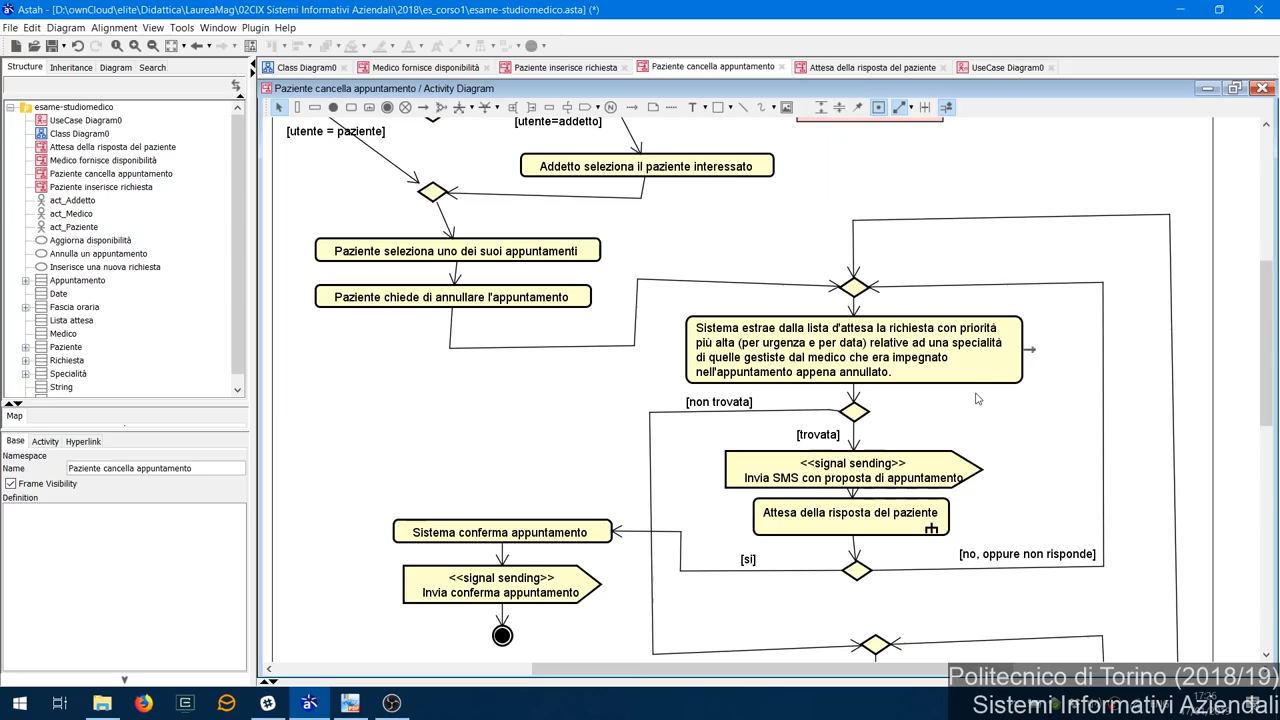 Astah - [D:\ownCloud\elite\Didattica\LaureaMag\02CIX Sistemi Informativi Aziendali\2018\es_corso1\esame-studiomedico.asta] (*)
File Edit Diagram Alignment View Tools Window Plugin Help
Structure Inheritance Diagram Search
Class Diagram0 Medico fornisce disponibilità Paziente inserisce richiesta Paziente cancella appuntamento Attesa della risposta del paziente UseCase Diagram0
Paziente cancella appuntamento / Activity Diagram
esame-studiomedico
UseCase Diagram0
Class Diagram0
Attesa della risposta del paziente
Medico fornisce disponibilità
Paziente cancella appuntamento
Paziente inserisce richiesta
act_Addetto
act_Medico
act_Paziente
Aggiorna disponibilità
Annulla un appuntamento
Inserisce una nuova richiesta
Appuntamento
Date
Fascia oraria
Lista attesa
Medico
Paziente
Richiesta
Specialità
String
Map
Base Activity Hyperlink
Namespace
Name Paziente cancella appuntamento
Frame Visibility
Definition
[utente = paziente]
[utente=addetto]
Addetto seleziona il paziente interessato
Paziente seleziona uno dei suoi appuntamenti
Paziente chiede di annullare l'appuntamento
Sistema estrae dalla lista d'attesa la richiesta con priorità
più alta (per urgenza e per data) relative ad una specialità
di quelle gestiste dal medico che era impegnato
nell'appuntamento appena annullato.
[non trovata]
[trovata]
<<signal sending>>
Invia SMS con proposta di appuntamento
Attesa della risposta del paziente
[no, oppure non risponde]
[si]
Sistema conferma appuntamento
<<signal sending>>
Invia conferma appuntamento
Politecnico di Torino (2018/19)
Sistemi Informativi Aziendali